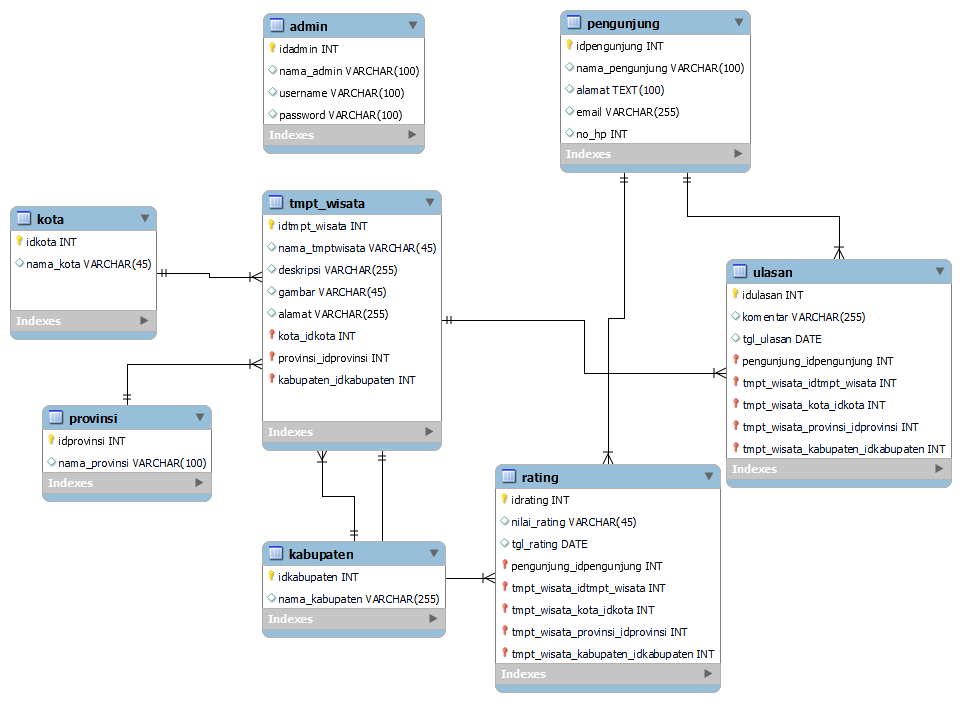 admin
idadmin INT
nama_admin VARCHAR(100)
username VARCHAR(100)
password VARCHAR(100)
Indexes
pengunjung
idpengunjung INT
nama_pengunjung VARCHAR(100)
alamat TEXT(100)
email VARCHAR(255)
no_hp INT
Indexes
kota
idkota INT
nama_kota VARCHAR(45)
Indexes
tmpt_wisata
idtmpt_wisata INT
nama_tmptwisata VARCHAR(45)
deskripsi VARCHAR(255)
gambar VARCHAR(45)
alamat VARCHAR(255)
kota_idkota INT
provinsi_idprovinsi INT
kabupaten_idkabupaten INT
Indexes
ulasan
idulasan INT
komentar VARCHAR(255)
tgl_ulasan DATE
pengunjung_idpengunjung INT
tmpt_wisata_idtmpt_wisata INT
tmpt_wisata_kota_idkota INT
tmpt_wisata_provinsi_idprovinsi INT
tmpt_wisata_kabupaten_idkabupaten INT
Indexes
provinsi
idprovinsi INT
nama_provinsi VARCHAR(100)
Indexes
kabupaten
idkabupaten INT
nama_kabupaten VARCHAR(255)
Indexes
rating
idrating INT
nilai_rating VARCHAR(45)
tgl_rating DATE
pengunjung_idpengunjung INT
tmpt_wisata_idtmpt_wisata INT
tmpt_wisata_kota_idkota INT
tmpt_wisata_provinsi_idprovinsi INT
tmpt_wisata_kabupaten_idkabupaten INT
Indexes